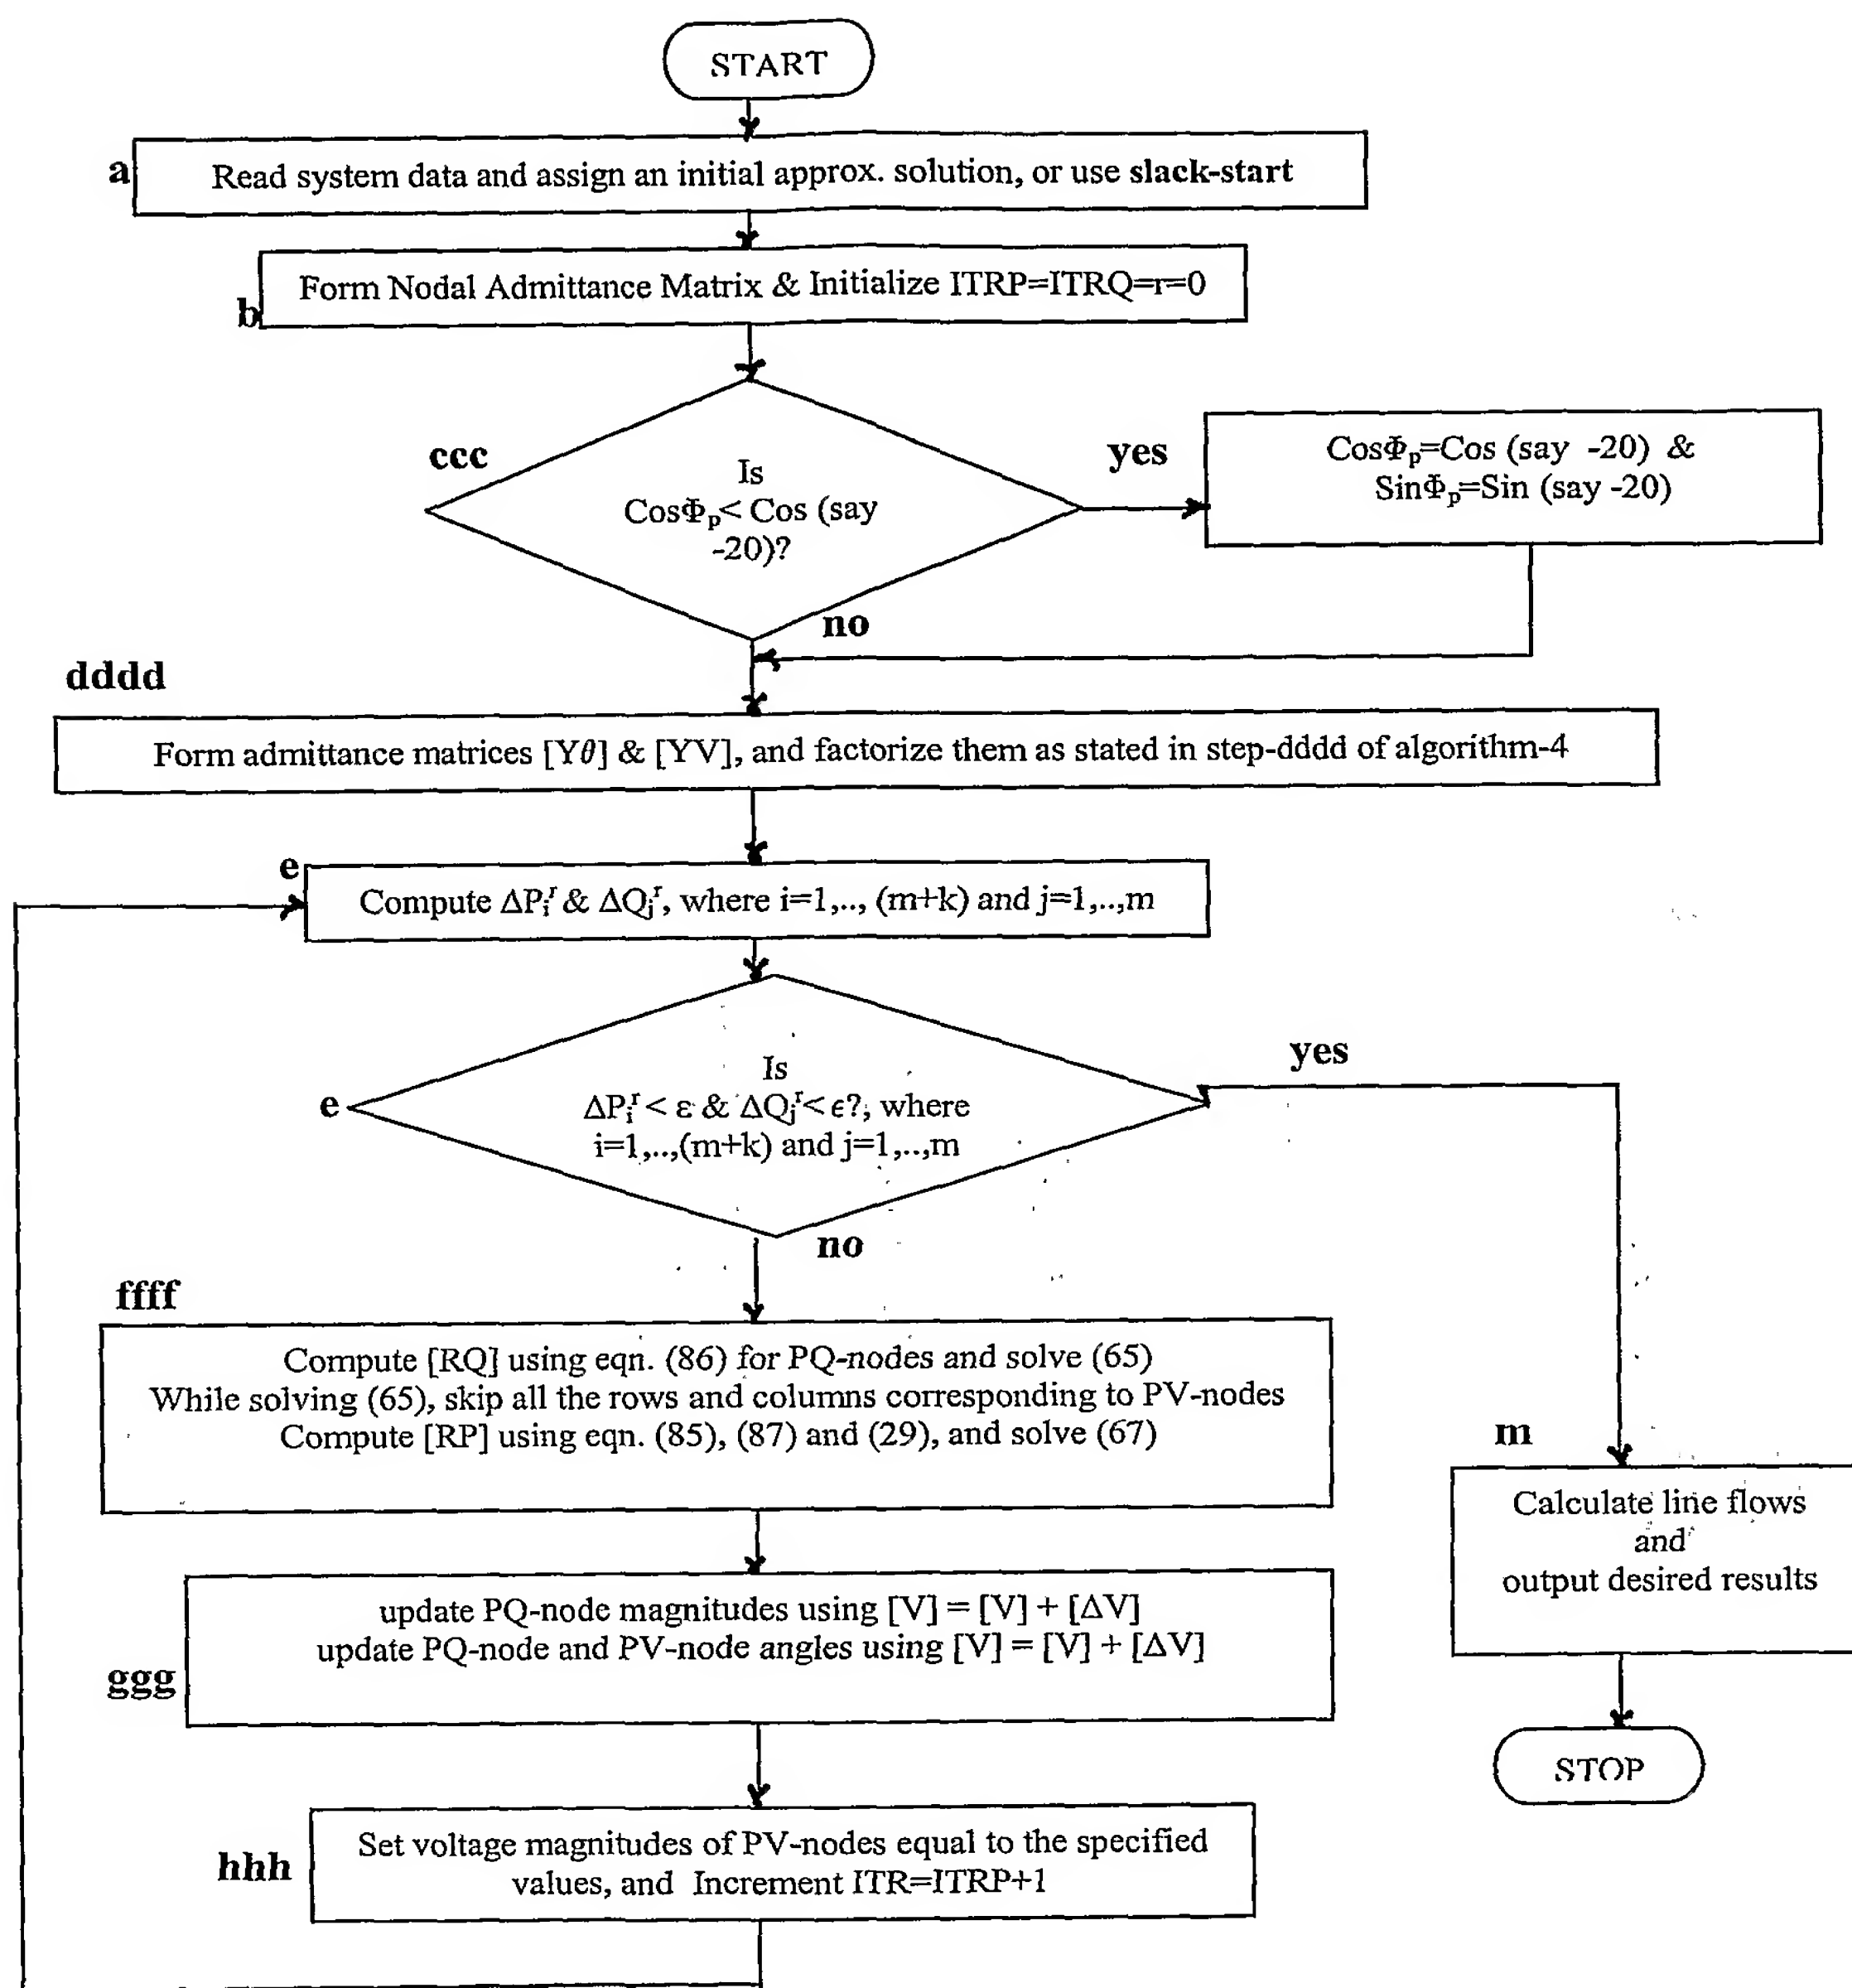 START
a
Read system data and assign an initial approx. solution, or use slack-start
b
Form Nodal Admittance Matrix & Initialize ITRP=ITRQ=r=0
ccc
Is
CosΦp< Cos (say
-20)?
yes
CosΦp=Cos (say -20) &
SinΦp=Sin (say -20)
no
dddd
Form admittance matrices [Yθ] & [YV], and factorize them as stated in step-dddd of algorithm-4
e
Compute ΔPiʳ & ΔQjʳ, where i=1,.., (m+k) and j=1,..,m
e
Is
ΔPiʳ < ε & ΔQjʳ< ϵ?, where
i=1,..,(m+k) and j=1,..,m
yes
no
ffff
Compute [RQ] using eqn. (86) for PQ-nodes and solve (65)
While solving (65), skip all the rows and columns corresponding to PV-nodes
Compute [RP] using eqn. (85), (87) and (29), and solve (67)
m
Calculate line flows
and
output desired results
ggg
update PQ-node magnitudes using [V] = [V] + [ΔV]
update PQ-node and PV-node angles using [V] = [V] + [ΔV]
STOP
hhh
Set voltage magnitudes of PV-nodes equal to the specified
values, and Increment ITR=ITRP+1